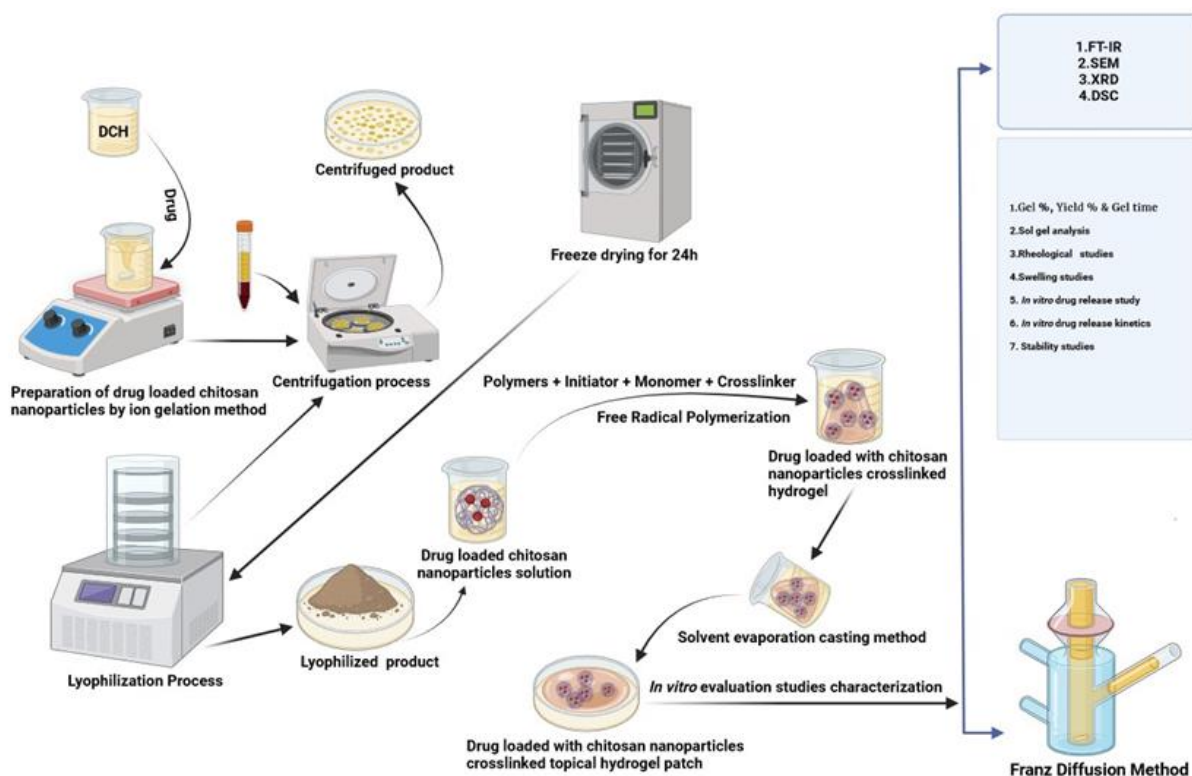 DCH
Drug
Preparation of drug loaded chitosan
nanoparticles by ion gelation method
Centrifuged product
Centrifugation process
Freeze drying for 24h
Lyophilization Process
Lyophilized product
Drug loaded chitosan
nanoparticles solution
Polymers + Initiator + Monomer + Crosslinker
Free Radical Polymerization
Drug loaded with chitosan
nanoparticles crosslinked
hydrogel
Solvent evaporation casting method
Drug loaded with chitosan nanoparticles
crosslinked topical hydrogel patch
In vitro evaluation studies characterization
1.FT-IR
2.SEM
3.XRD
4.DSC
1.Gel %, Yield % & Gel time
2.Sol gel analysis
3.Rheological studies
4.Swelling studies
5. In vitro drug release study
6. In vitro drug release kinetics
7. Stability studies
Franz Diffusion Method